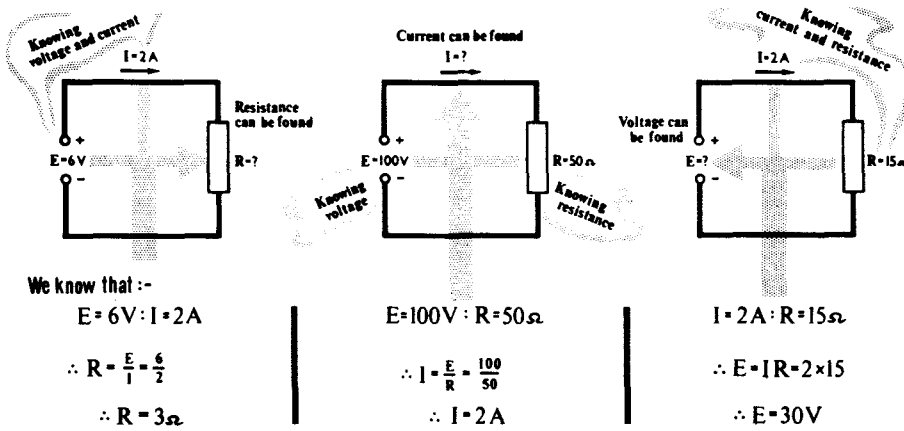 Knowing
voltage and current
I=2A
+
E=6V
−
Resistance
can be found
R=?
Current can be found
I=?
+
E=100V
−
R=50Ω
Knowing
voltage
Knowing
resistance
Knowing
current and resistance
I=2A
Voltage can
be found
+
E=?
−
R=15Ω
We know that :-
E=6V : I=2A
∴ R = E/I = 6/2
∴ R = 3Ω
E=100V : R=50Ω
∴ I = E/R = 100/50
∴ I=2A
I=2A : R=15Ω
∴ E=IR=2×15
∴ E=30V